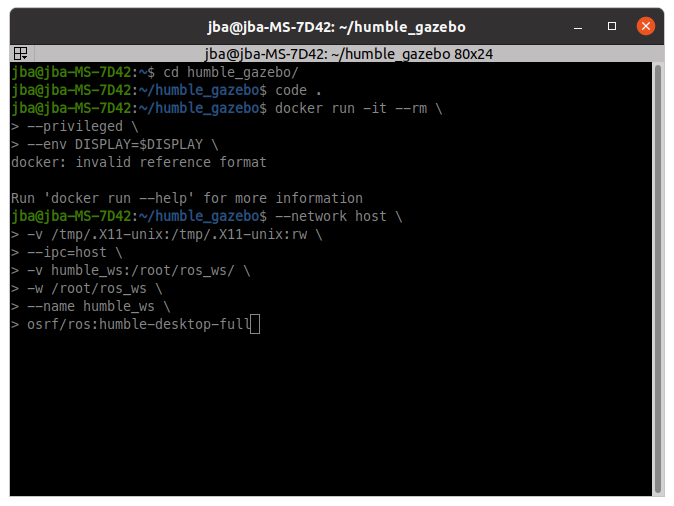 jba@jba-MS-7D42: ~/humble_gazebo
jba@jba-MS-7D42: ~/humble_gazebo 80x24
jba@jba-MS-7D42:~$ cd humble_gazebo/
jba@jba-MS-7D42:~/humble_gazebo$ code .
jba@jba-MS-7D42:~/humble_gazebo$ docker run -it --rm \
> --privileged \
> --env DISPLAY=$DISPLAY \
docker: invalid reference format
Run 'docker run --help' for more information
jba@jba-MS-7D42:~/humble_gazebo$ --network host \
> -v /tmp/.X11-unix:/tmp/.X11-unix:rw \
> --ipc=host \
> -v humble_ws:/root/ros_ws/ \
> -w /root/ros_ws \
> --name humble_ws \
> osrf/ros:humble-desktop-full